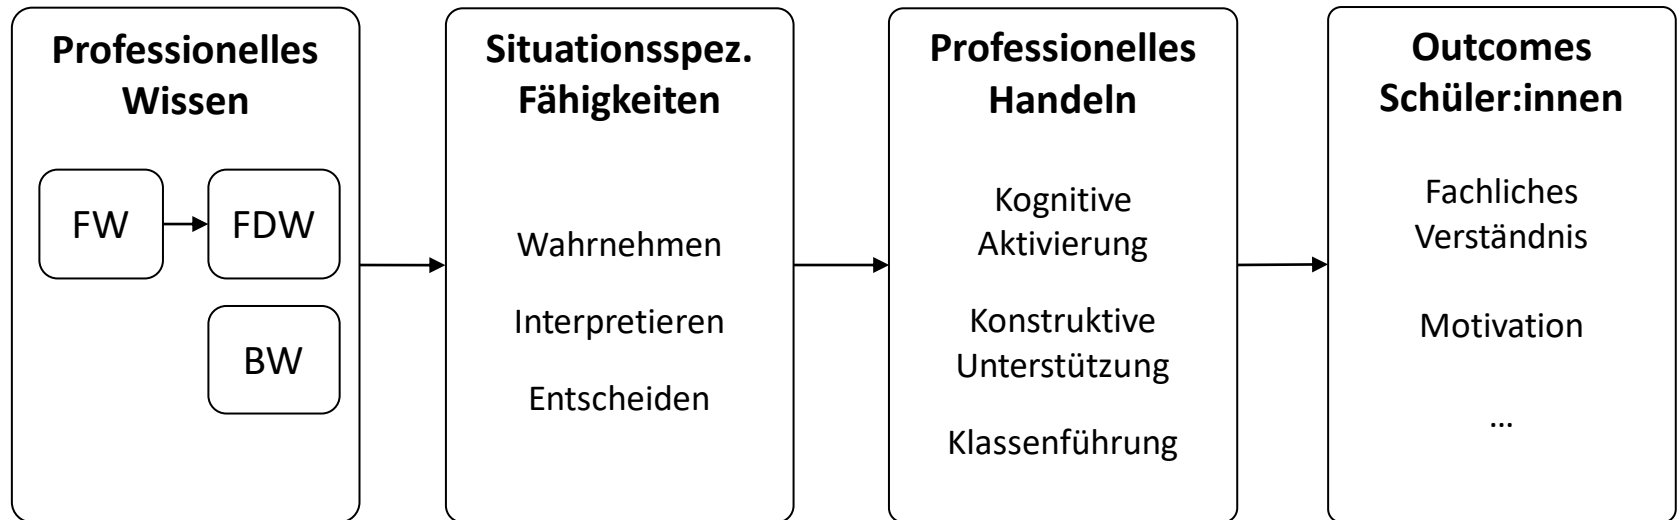 Professionelles
Wissen
FW
FDW
BW
Situationsspez.
Fähigkeiten
Wahrnehmen
Interpretieren
Entscheiden
Professionelles
Handeln
Kognitive
Aktivierung
Konstruktive
Unterstützung
Klassenführung
Outcomes
Schüler:innen
Fachliches
Verständnis
Motivation
...